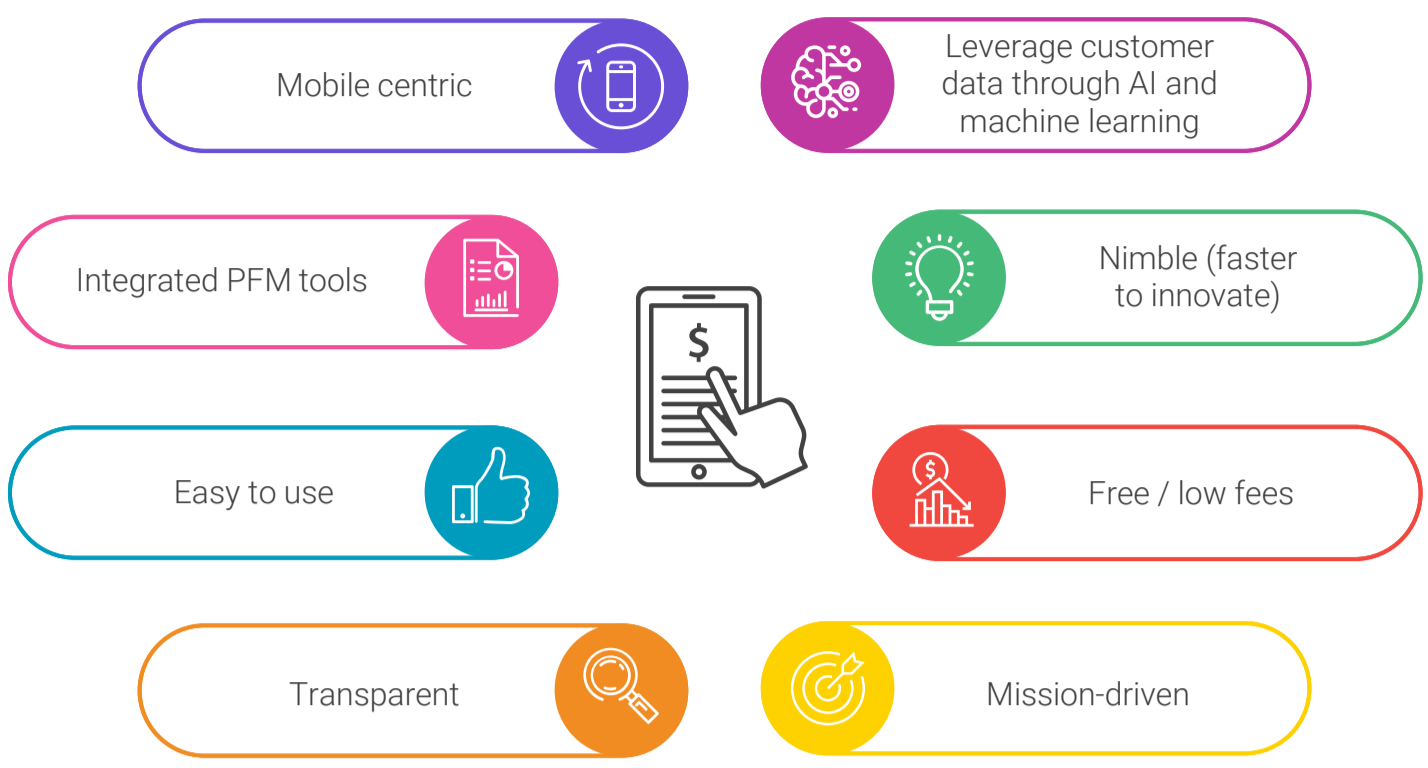 Mobile centric
Leverage customer
data through AI and
machine learning
Integrated PFM tools
Nimble (faster
to innovate)
$
Easy to use
$
Free / low fees
Transparent
Mission-driven